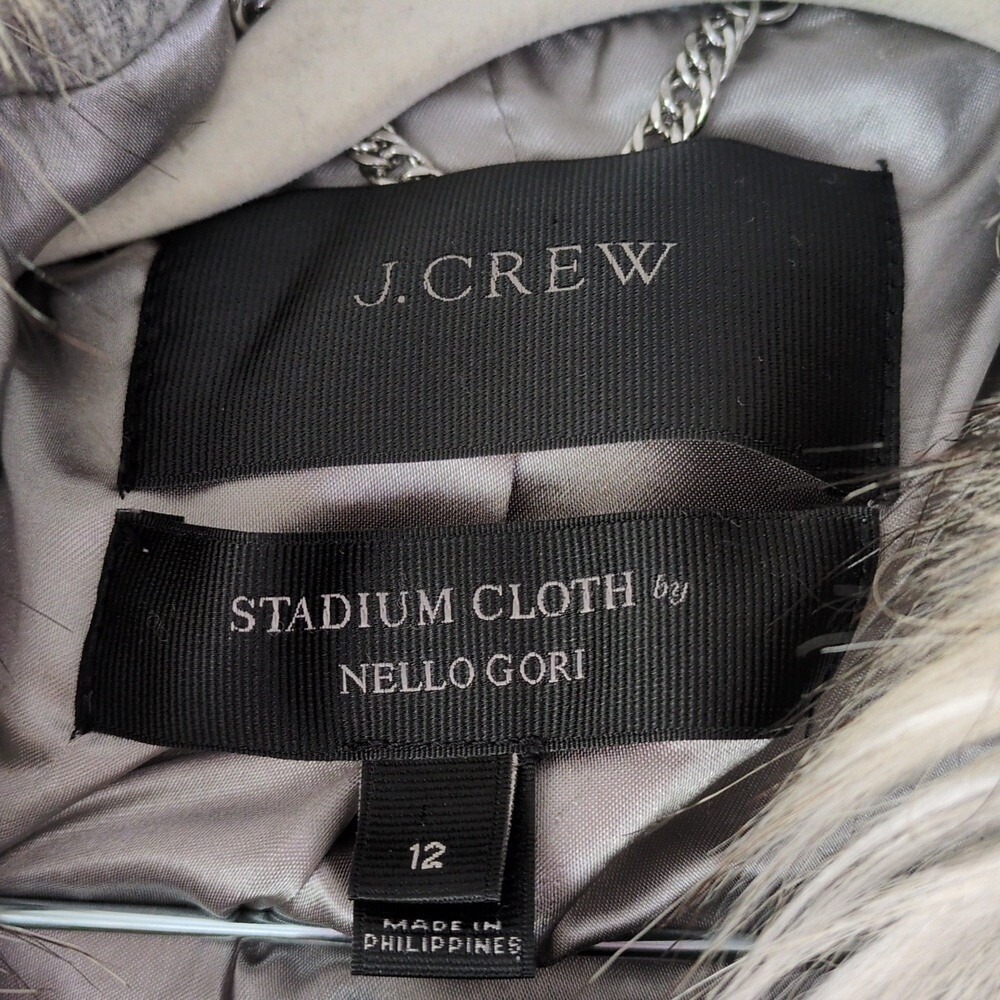 J.CREW
STADIUM CLOTH by
NELLO GORI
12
MADE IN
PHILIPPINES